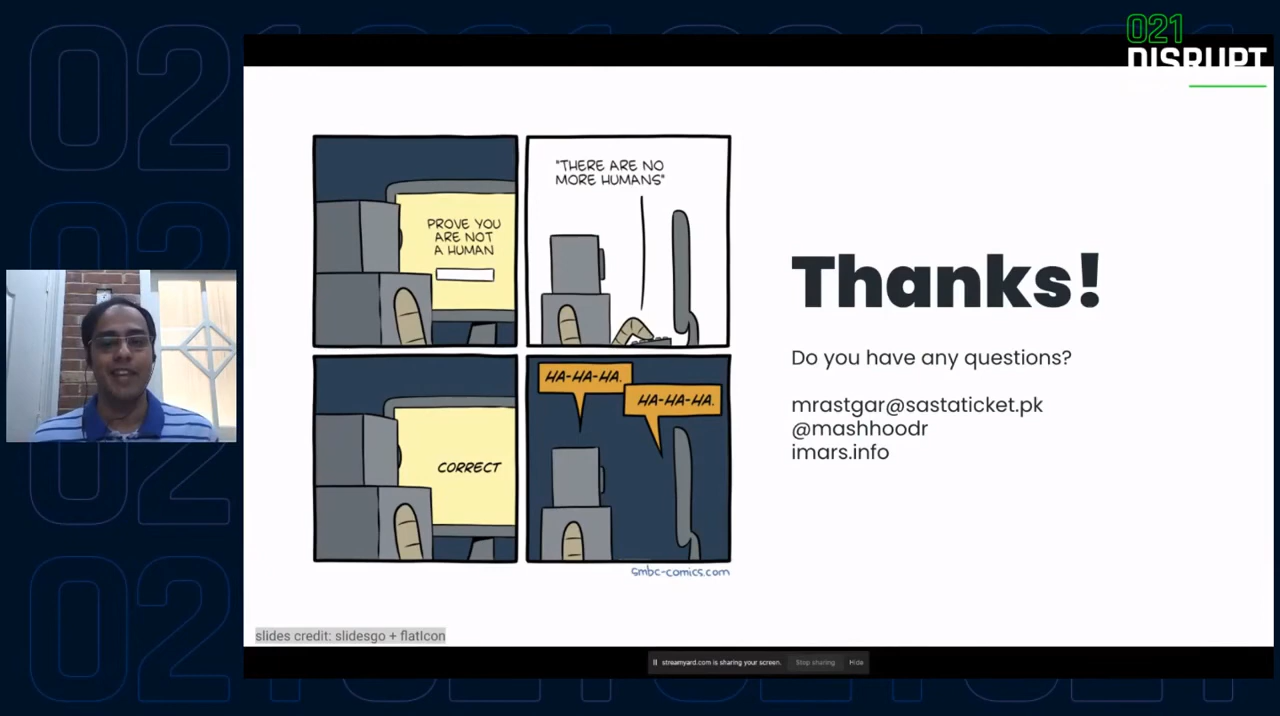 021
DISRUPT
PROVE YOU
ARE NOT
A HUMAN
"THERE ARE NO
MORE HUMANS"
CORRECT
HA-HA-HA.
HA-HA-HA.
smbc-comics.com
Thanks!
Do you have any questions?
mrastgar@sastaticket.pk
@mashhoodr
imars.info
slides credit: slidesgo + flatIcon
streamyard.com is sharing your screen. Stop sharing Hide